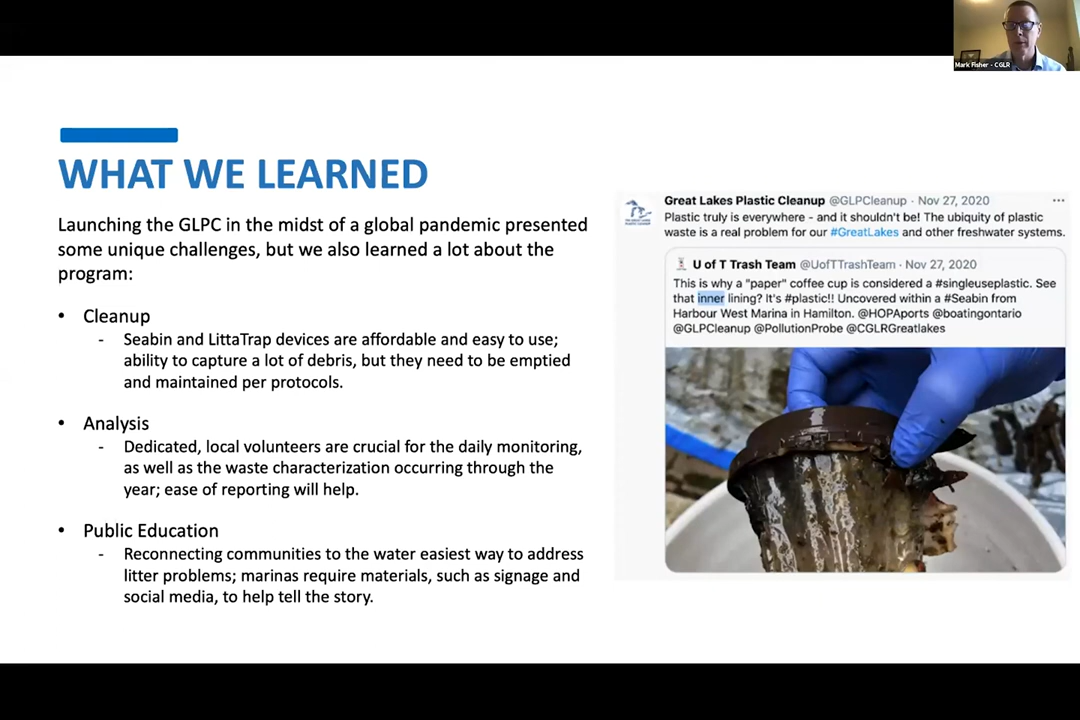 Mark Fisher - CGLR
WHAT WE LEARNED
Launching the GLPC in the midst of a global pandemic presented
some unique challenges, but we also learned a lot about the
program:
• Cleanup
- Seabin and LittaTrap devices are affordable and easy to use;
ability to capture a lot of debris, but they need to be emptied
and maintained per protocols.
• Analysis
- Dedicated, local volunteers are crucial for the daily monitoring,
as well as the waste characterization occurring through the
year; ease of reporting will help.
• Public Education
- Reconnecting communities to the water easiest way to address
litter problems; marinas require materials, such as signage and
social media, to help tell the story.
Great Lakes Plastic Cleanup @GLPCleanup · Nov 27, 2020 ···
Plastic truly is everywhere - and it shouldn't be! The ubiquity of plastic
waste is a real problem for our #GreatLakes and other freshwater systems.
U of T Trash Team @UofTTrashTeam · Nov 27, 2020
This is why a "paper" coffee cup is considered a #singleuseplastic. See
that inner lining? It's #plastic!! Uncovered within a #Seabin from
Harbour West Marina in Hamilton. @HOPAports @boatingontario
@GLPCleanup @PollutionProbe @CGLRGreatlakes